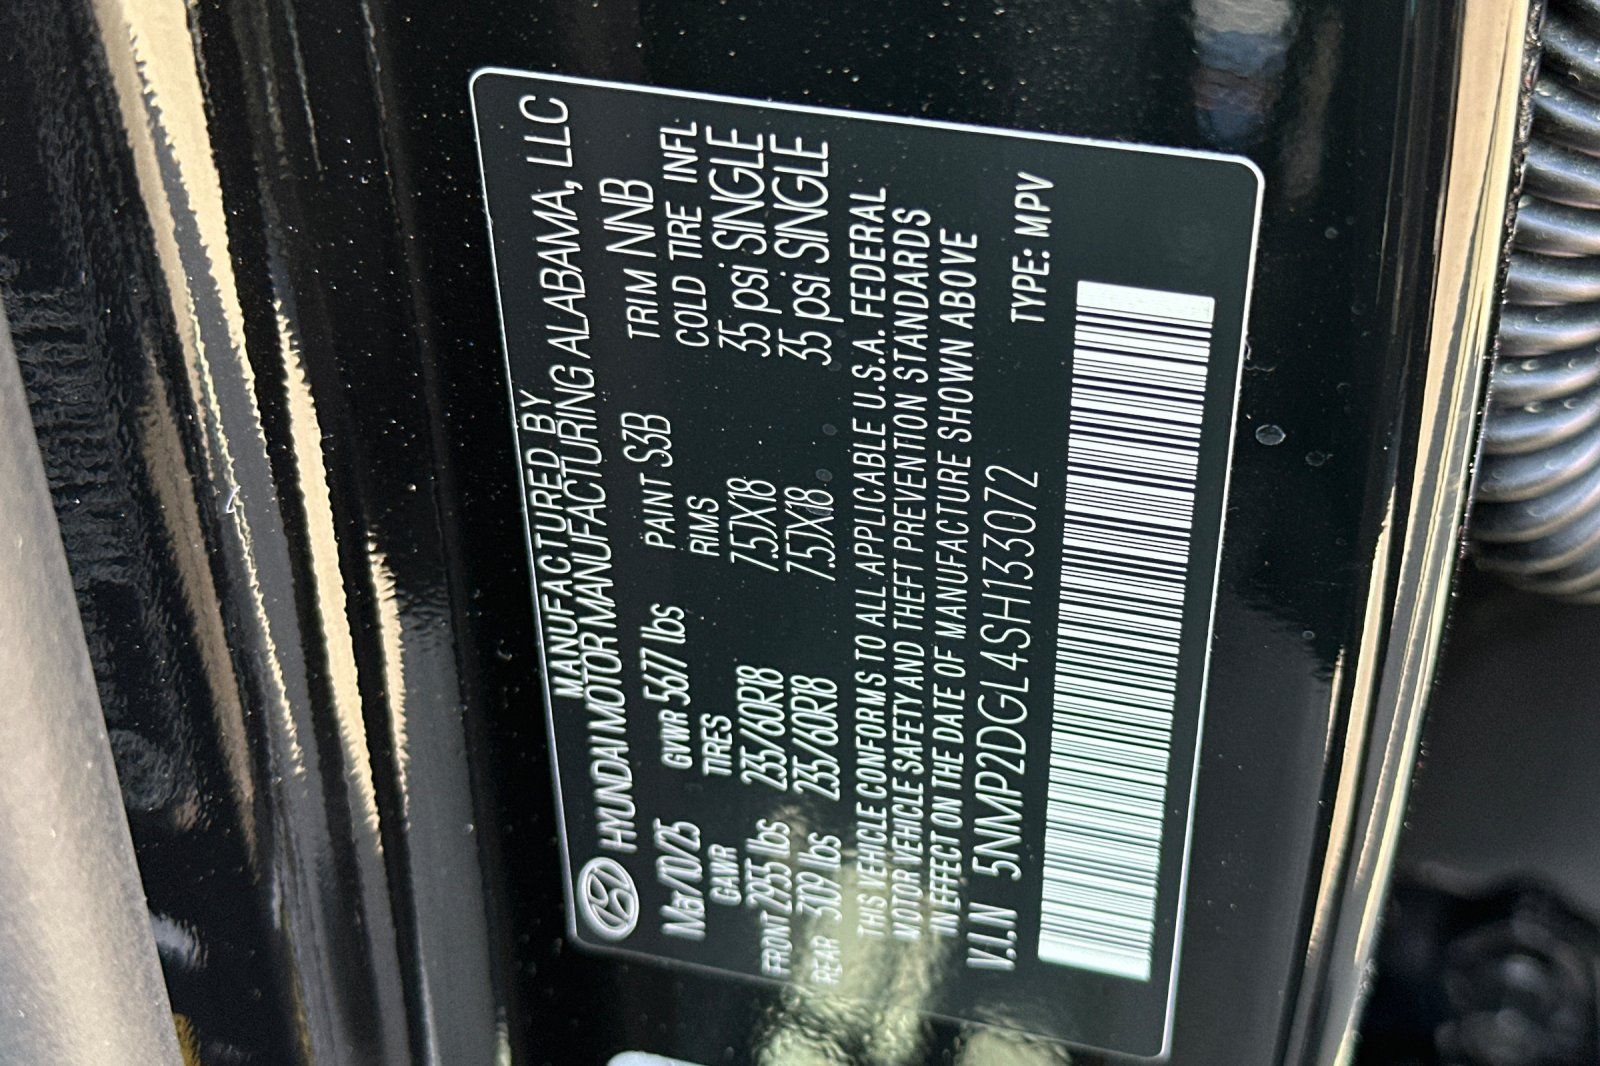 MANUFACTURED BY
HYUNDAI MOTOR MANUFACTURING ALABAMA, LLC
Mar/10/25 GVWR 5677 lbs PAINT S3B TRIM NNB
GAWR TIRES RIMS COLD TIRE INFL
FRONT 2955 lbs 235/60R18 7.5JX18 35 psi SINGLE
REAR 3109 lbs 235/60R18 7.5JX18 35 psi SINGLE
THIS VEHICLE CONFORMS TO ALL APPLICABLE U.S.A. FEDERAL
MOTOR VEHICLE SAFETY AND THEFT PREVENTION STANDARDS
IN EFFECT ON THE DATE OF MANUFACTURE SHOWN ABOVE
V.I.N 5NMP2DGL4SH133072 TYPE: MPV